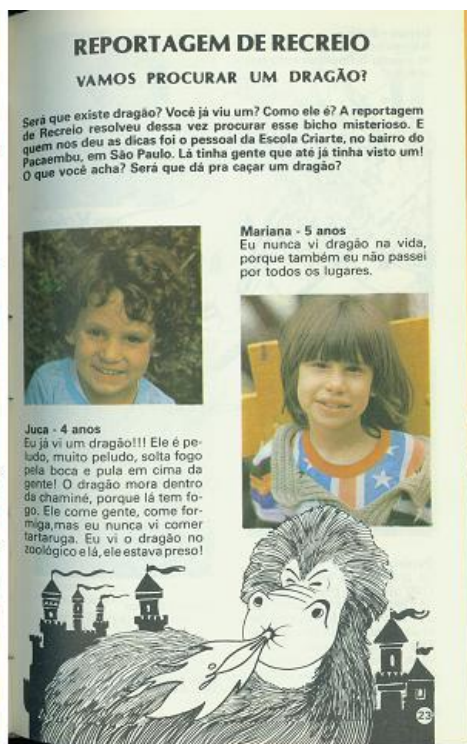 REPORTAGEM DE RECREIO
VAMOS PROCURAR UM DRAGÃO?
Será que existe dragão? Você já viu um? Como ele é? A reportagem
de Recreio resolveu dessa vez procurar esse bicho misterioso. E
quem nos deu as dicas foi o pessoal da Escola Criarte, no bairro do
Pacaembu, em São Paulo. Lá tinha gente que até já tinha visto um!
O que você acha? Será que dá pra caçar um dragão?
Mariana - 5 anos
Eu nunca vi dragão na vida,
porque também eu não passei
por todos os lugares.
Juca - 4 anos
Eu já vi um dragão!!! Ele é pe-
ludo, muito peludo, solta fogo
pela boca e pula em cima da
gente! O dragão mora dentro
da chaminé, porque lá tem fo-
go. Ele come gente, come for-
miga,mas eu nunca vi comer
tartaruga. Eu vi o dragão no
zoológico e lá, ele estava preso!
23